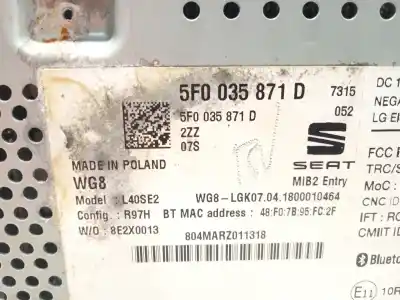 5F0 035 871 D 7315
5F0 035 871 D 052
2ZZ
07S
SEAT
MADE IN POLAND
MIB2 Entry
WG8
WG8-LGK07.04.1800010464
Model : L40SE2
Config. : R97H BT MAC address : 48:F0:7B:95:FC:2F
W/O : 8E2X0013
804MARZ011318
DC 1
NEGA
LG El
FCC
TRC/S
MoC :
CNC ID
IFT : RC
CMIIT ID
Bluetoo
E11 10R